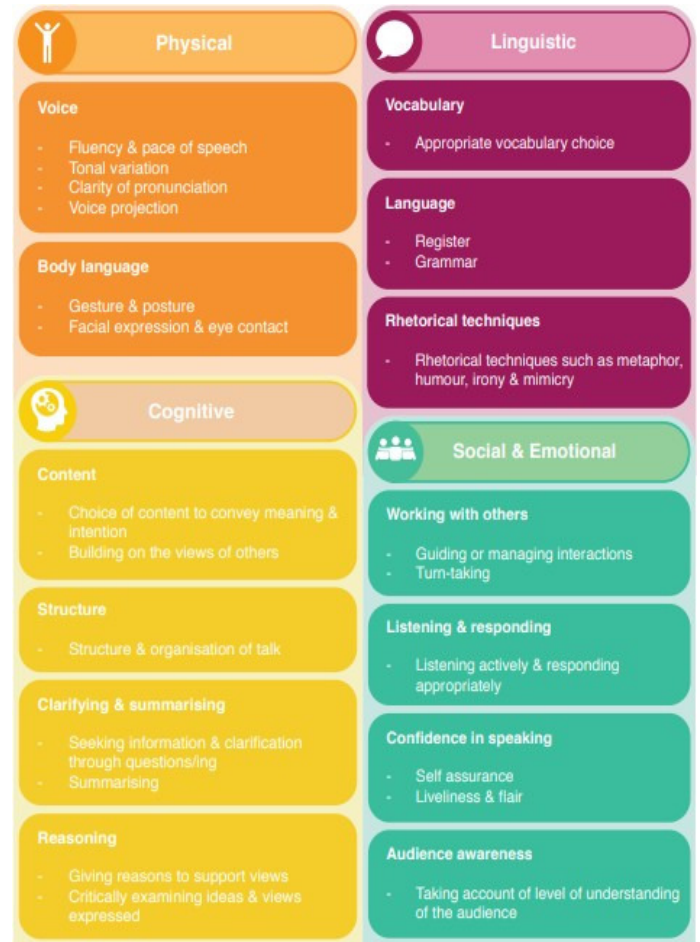 Physical
Voice
- Fluency & pace of speech
- Tonal variation
- Clarity of pronunciation
- Voice projection
Body language
- Gesture & posture
- Facial expression & eye contact
Cognitive
Content
- Choice of content to convey meaning &
intention
- Building on the views of others
Structure
- Structure & organisation of talk
Clarifying & summarising
- Seeking information & clarification
through questions/ing
- Summarising
Reasoning
- Giving reasons to support views
- Critically examining ideas & views
expressed
Linguistic
Vocabulary
- Appropriate vocabulary choice
Language
- Register
- Grammar
Rhetorical techniques
- Rhetorical techniques such as metaphor,
humour, irony & mimicry
Social & Emotional
Working with others
- Guiding or managing interactions
- Turn-taking
Listening & responding
- Listening actively & responding
appropriately
Confidence in speaking
- Self assurance
- Liveliness & flair
Audience awareness
- Taking account of level of understanding
of the audience